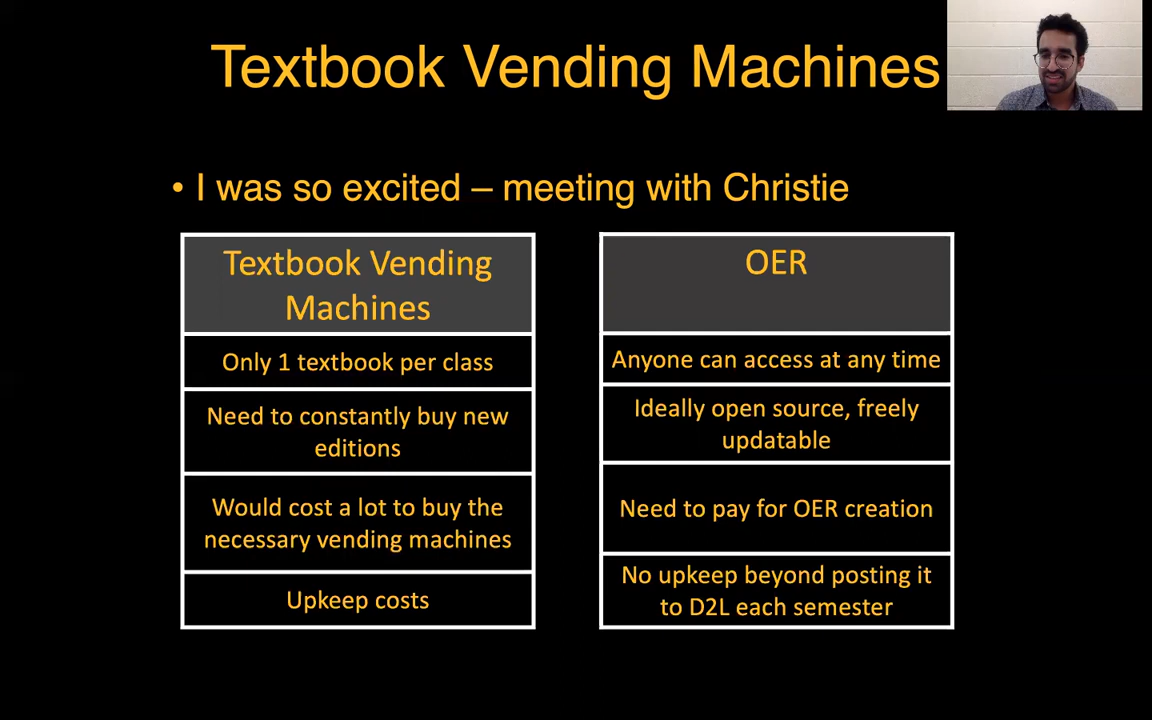 Textbook Vending Machines
• I was so excited – meeting with Christie
Textbook Vending
Machines
Only 1 textbook per class
Need to constantly buy new
editions
Would cost a lot to buy the
necessary vending machines
Upkeep costs
OER
Anyone can access at any time
Ideally open source, freely
updatable
Need to pay for OER creation
No upkeep beyond posting it
to D2L each semester